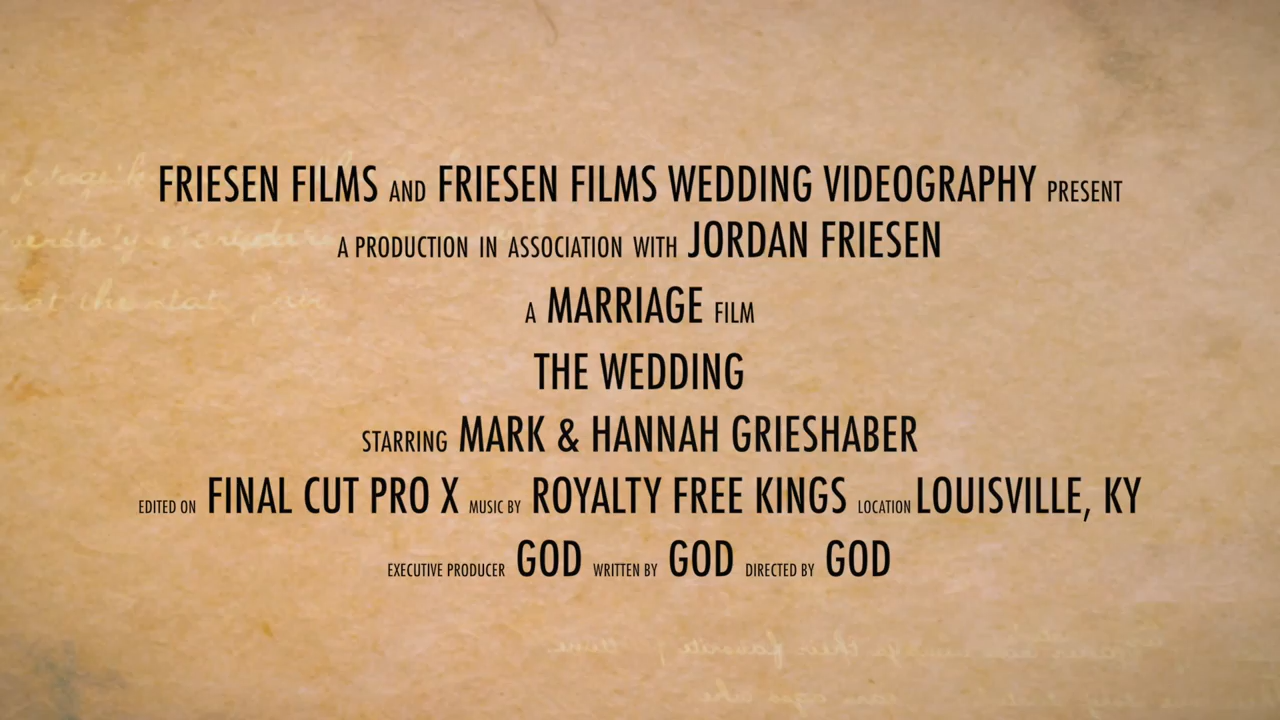 FRIESEN FILMS AND FRIESEN FILMS WEDDING VIDEOGRAPHY PRESENT
A PRODUCTION IN ASSOCIATION WITH JORDAN FRIESEN
A MARRIAGE FILM
THE WEDDING
STARRING MARK & HANNAH GRIESHABER
EDITED ON FINAL CUT PRO X MUSIC BY ROYALTY FREE KINGS LOCATION LOUISVILLE, KY
EXECUTIVE PRODUCER GOD WRITTEN BY GOD DIRECTED BY GOD